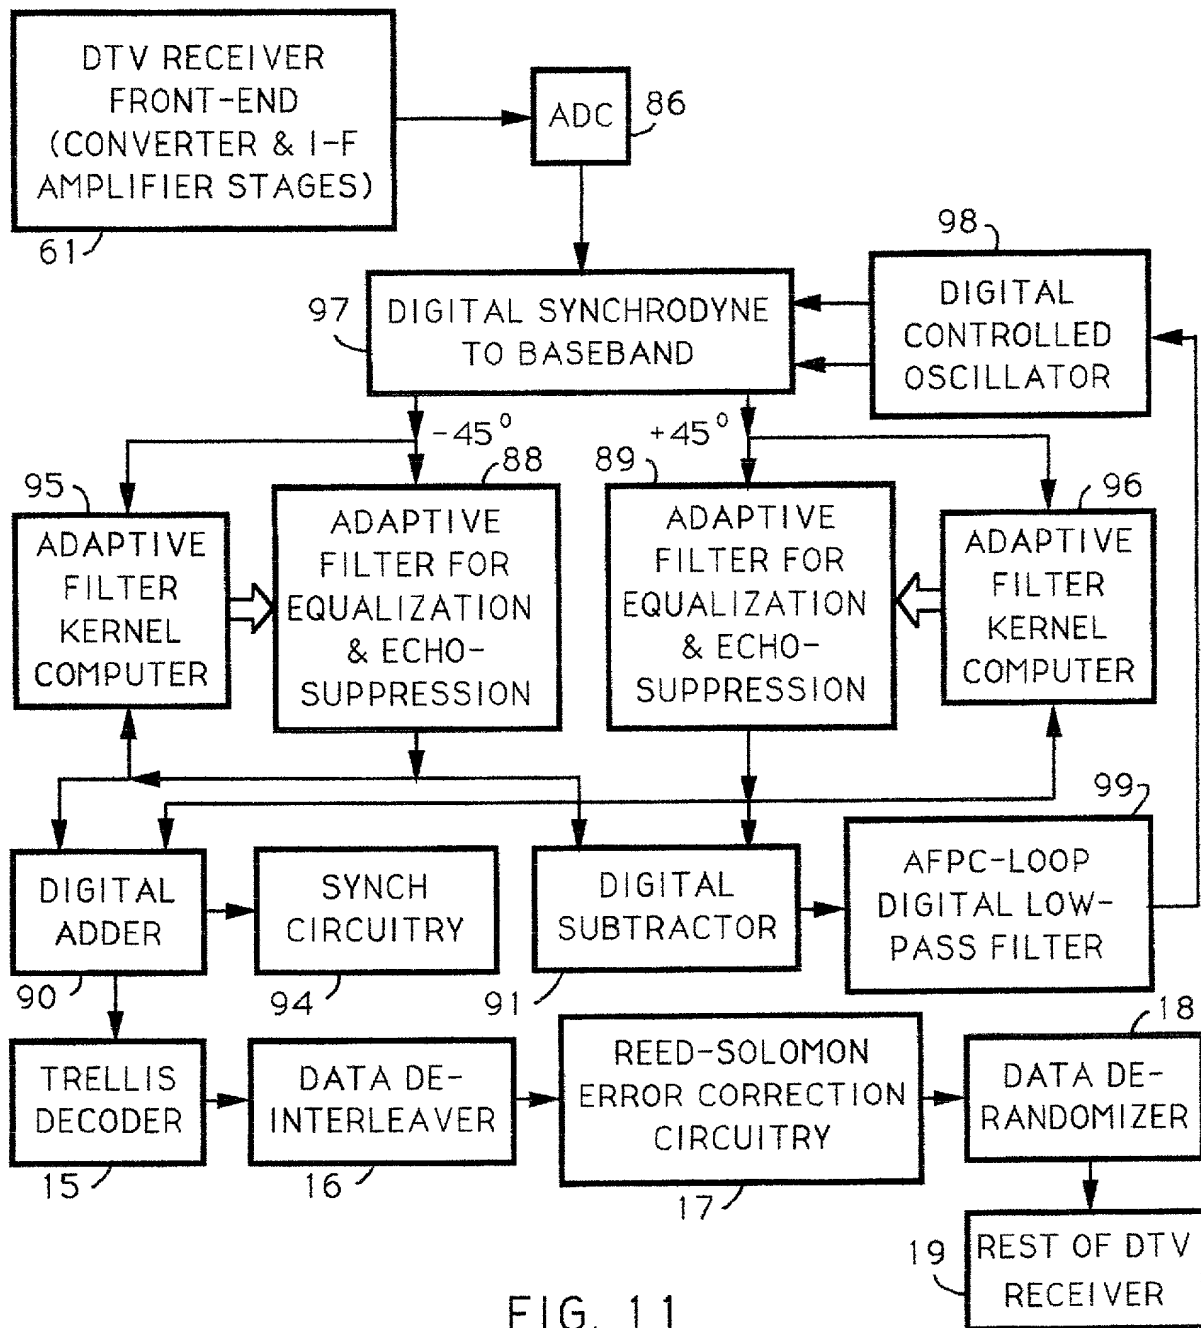 DTV RECEIVER
FRONT-END
(CONVERTER & I-F
AMPLIFIER STAGES)
61
ADC
86
98
97
DIGITAL SYNCHRODYNE
TO BASEBAND
DIGITAL
CONTROLLED
OSCILLATOR
-45°
+45°
95
88
89
96
ADAPTIVE
FILTER
KERNEL
COMPUTER
ADAPTIVE
FILTER FOR
EQUALIZATION
& ECHO-
SUPPRESSION
ADAPTIVE
FILTER FOR
EQUALIZATION
& ECHO-
SUPPRESSION
ADAPTIVE
FILTER
KERNEL
COMPUTER
99
DIGITAL
ADDER
90
SYNCH
CIRCUITRY
94
DIGITAL
SUBTRACTOR
91
AFPC-LOOP
DIGITAL LOW-
PASS FILTER
18
TRELLIS
DECODER
15
DATA DE-
INTERLEAVER
16
REED-SOLOMON
ERROR CORRECTION
CIRCUITRY
17
DATA DE-
RANDOMIZER
19
REST OF DTV
RECEIVER
FIG. 11